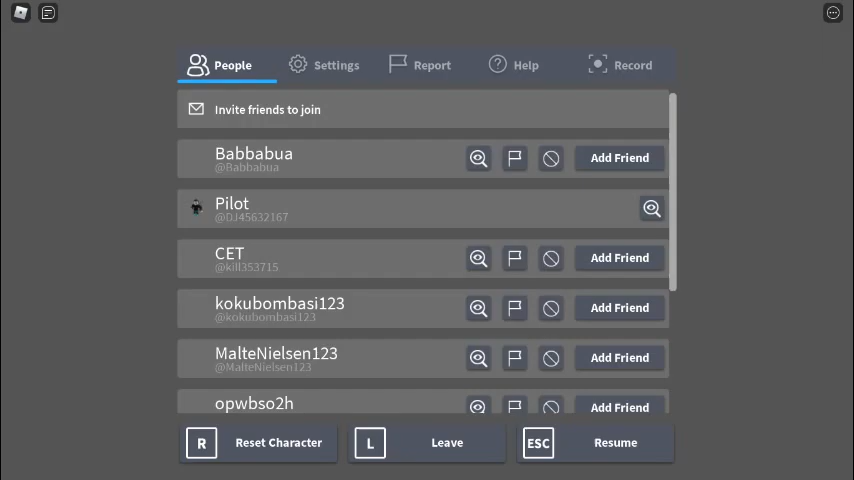 People
Settings
Report
Help
Record
Invite friends to join
Babbabua
@Babbabua
Add Friend
Pilot
@DJ45632167
CET
@kill353715
Add Friend
kokubombasi123
@kokubombasi123
Add Friend
MalteNielsen123
@MalteNielsen123
Add Friend
opwbso2h
Add Friend
R Reset Character
L Leave
ESC Resume